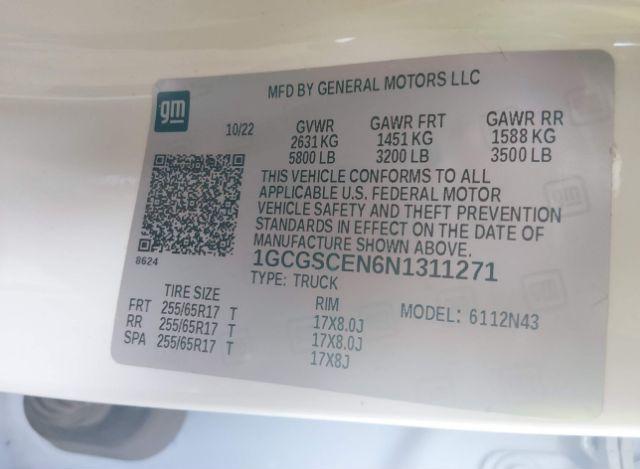 MFD BY GENERAL MOTORS LLC
gm
10/22
GVWR GAWR FRT GAWR RR
2631 KG 1451 KG 1588 KG
5800 LB 3200 LB 3500 LB
THIS VEHICLE CONFORMS TO ALL
APPLICABLE U.S. FEDERAL MOTOR
VEHICLE SAFETY AND THEFT PREVENTION
STANDARDS IN EFFECT ON THE DATE OF
MANUFACTURE SHOWN ABOVE.
8624
1GCGSCEN6N1311271
TYPE: TRUCK
TIRE SIZE RIM MODEL: 6112N43
FRT 255/65R17 T 17X8.0J
RR 255/65R17 T 17X8.0J
SPA 255/65R17 T 17X8J